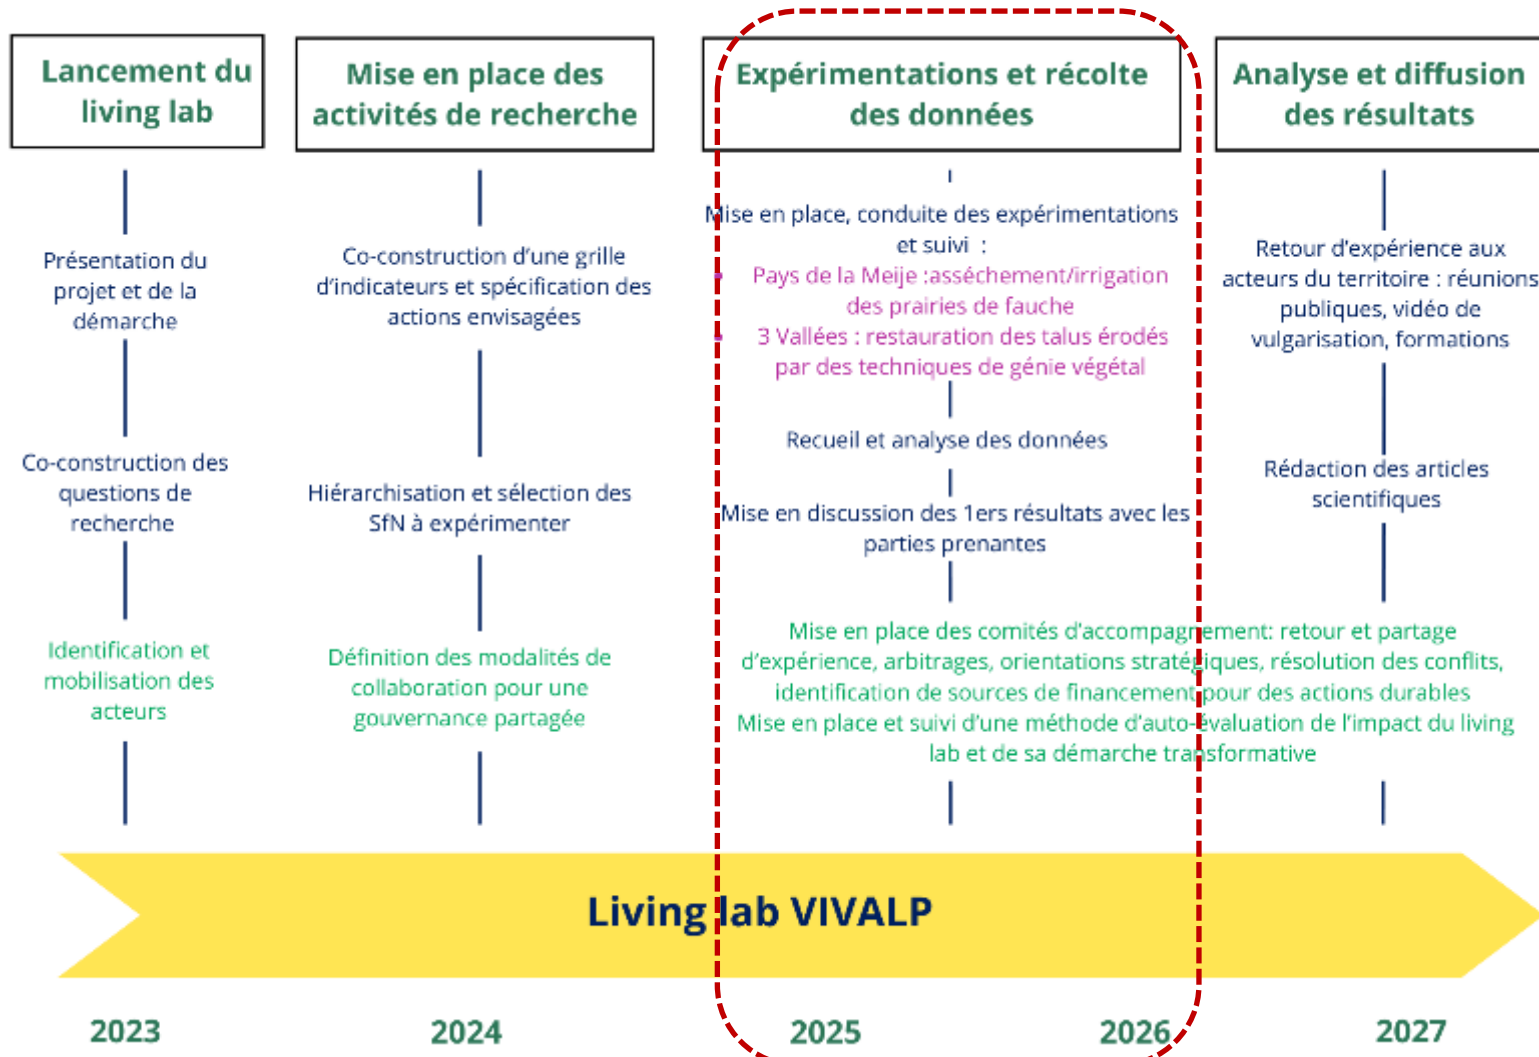 Lancement du
living lab
Présentation du
projet et de la
démarche
Co-construction des
questions de
recherche
Identification et
mobilisation des
acteurs
Mise en place des
activités de recherche
Co-construction d'une grille
d'indicateurs et spécification des
actions envisagées
Hiérarchisation et sélection des
SfN à expérimenter
Définition des modalités de
collaboration pour une
gouvernance partagée
Expérimentations et récolte
des données
Mise en place, conduite des expérimentations
et suivi :
Pays de la Meije :asséchement/irrigation
des prairies de fauche
3 Vallées : restauration des talus érodés
par des techniques de génie végétal
Recueil et analyse des données
Mise en discussion des 1ers résultats avec les
parties prenantes
Analyse et diffusion
des résultats
Retour d'expérience aux
acteurs du territoire : réunions
publiques, vidéo de
vulgarisation, formations
Rédaction des articles
scientifiques
Mise en place des comités d'accompagnement: retour et partage
d'expérience, arbitrages, orientations stratégiques, résolution des conflits,
identification de sources de financement pour des actions durables
Mise en place et suivi d'une méthode d'auto-évaluation de l'impact du living
lab et de sa démarche transformative
Living lab VIVALP
2023
2024
2025
2026
2027